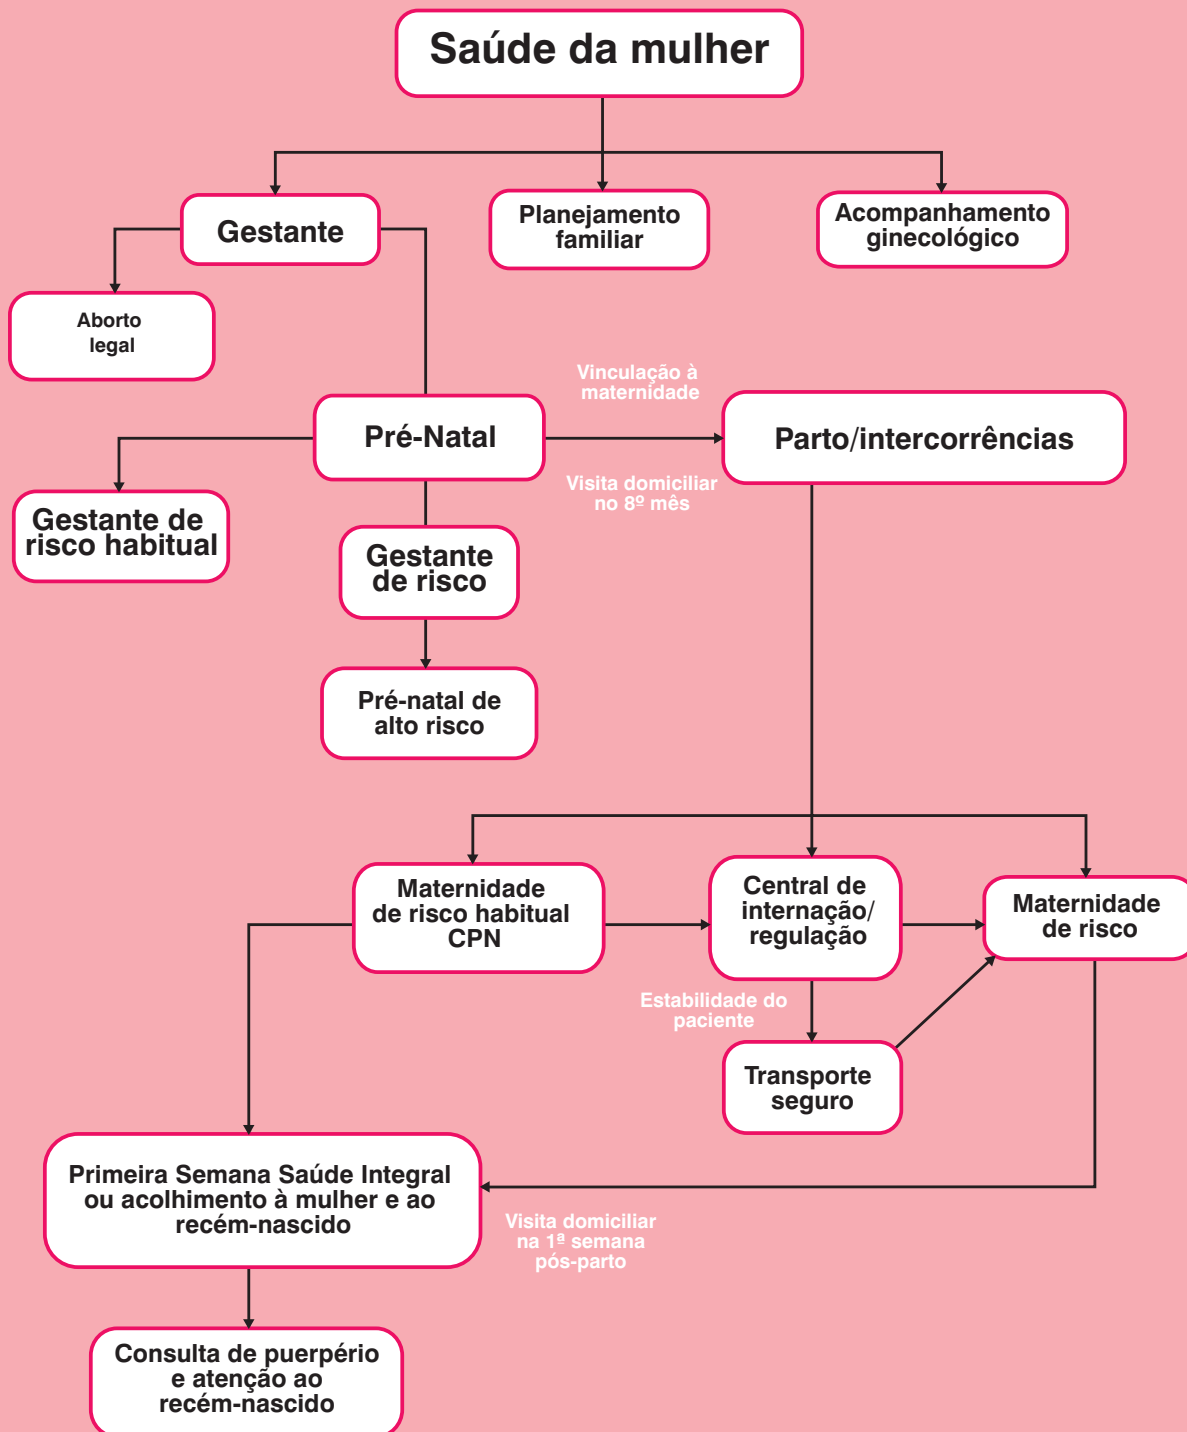 Saúde da mulher
Gestante
Planejamento
familiar
Acompanhamento
ginecológico
Aborto
legal
Vinculação à
maternidade
Pré-Natal
Parto/intercorrências
Visita domiciliar
no 8º mês
Gestante de
risco habitual
Gestante
de risco
Pré-natal de
alto risco
Maternidade
de risco habitual
CPN
Central de
internação/
regulação
Maternidade
de risco
Estabilidade do
paciente
Transporte
seguro
Primeira Semana Saúde Integral
ou acolhimento à mulher e ao
recém-nascido
Visita domiciliar
na 1ª semana
pós-parto
Consulta de puerpério
e atenção ao
recém-nascido